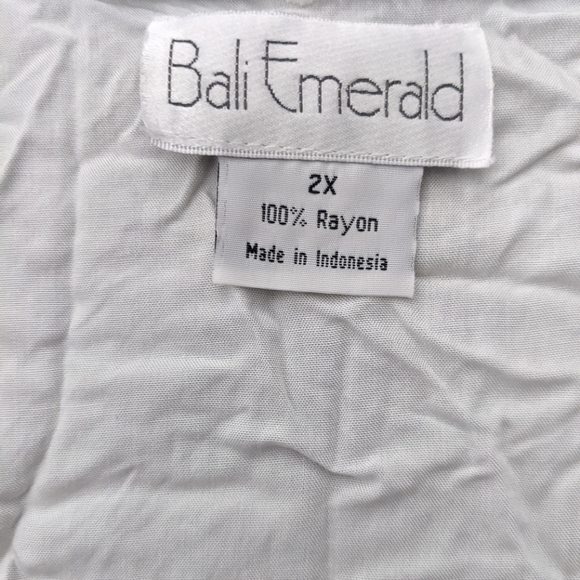 Bali Emerald
2X
100% Rayon
Made in Indonesia